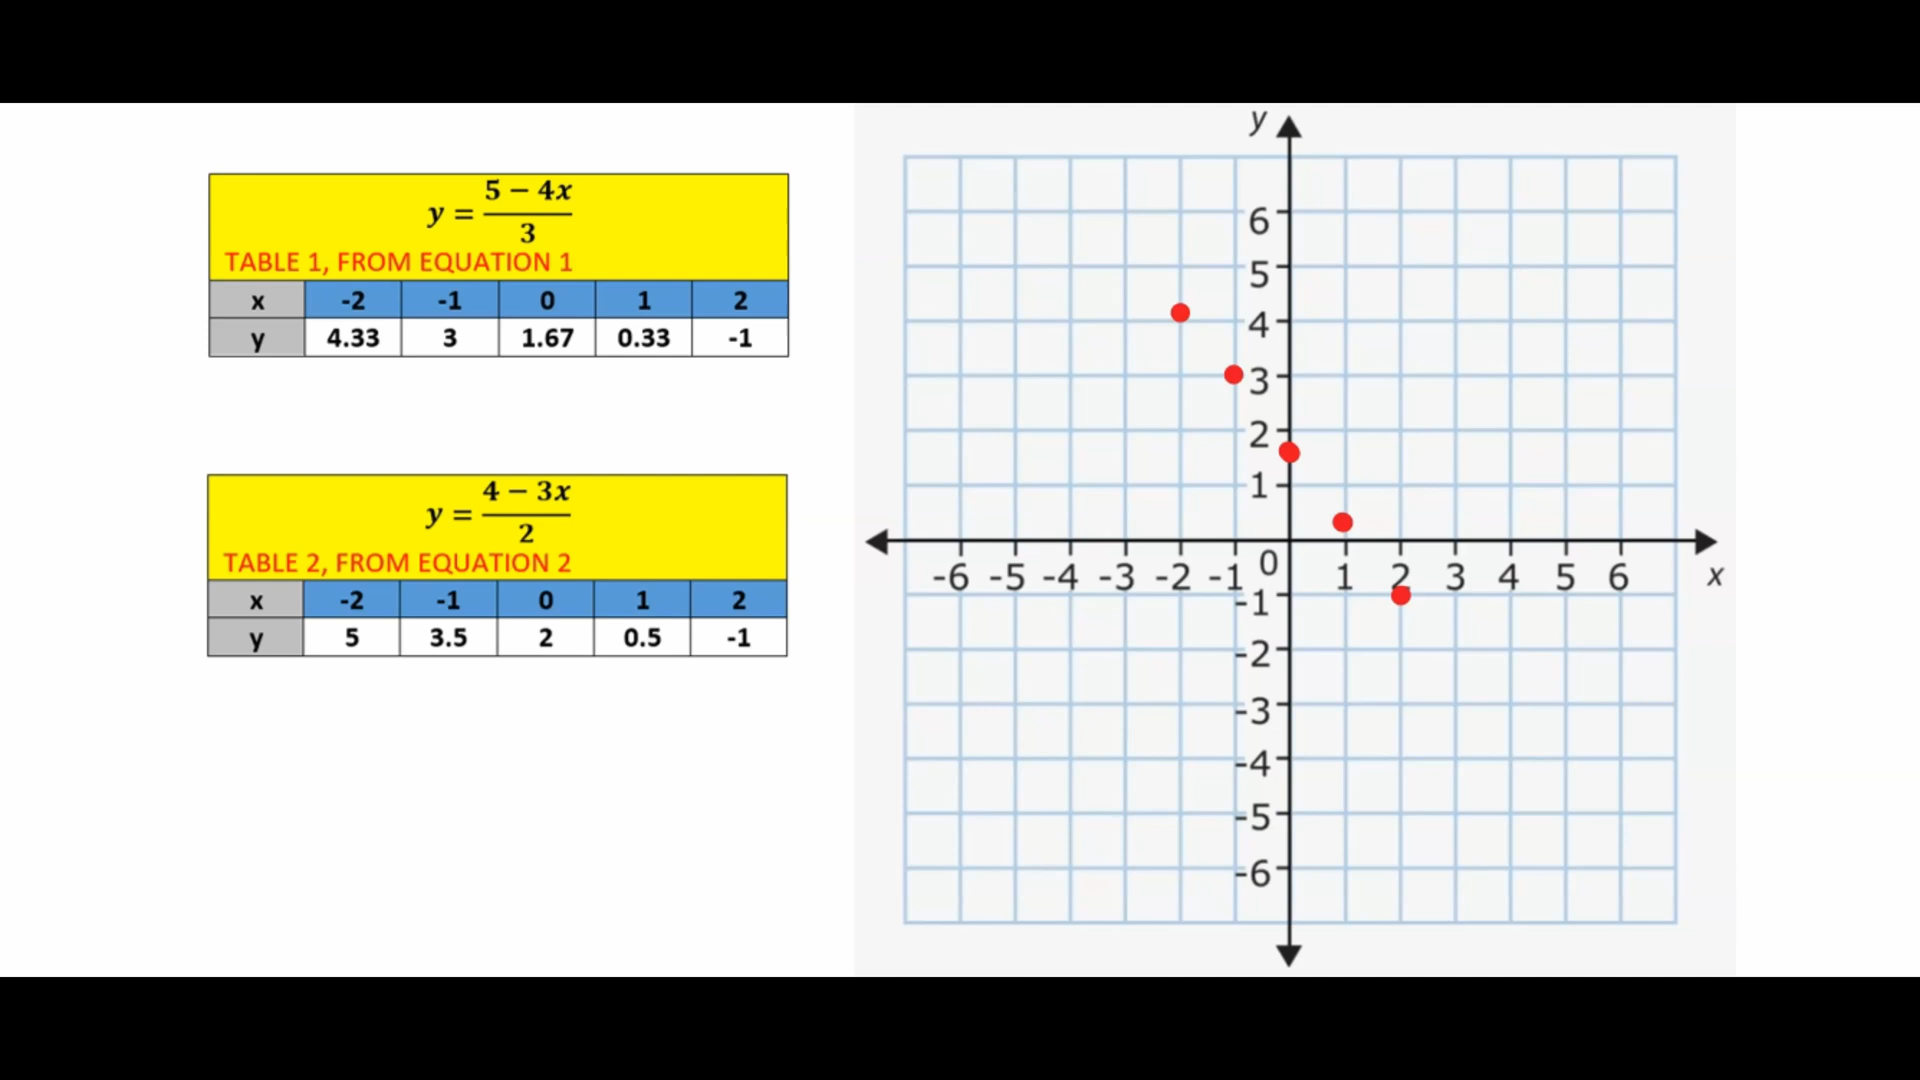 y = (5 − 4x)/3
TABLE 1, FROM EQUATION 1
x -2 -1 0 1 2
y 4.33 3 1.67 0.33 -1
y = (4 − 3x)/2
TABLE 2, FROM EQUATION 2
x -2 -1 0 1 2
y 5 3.5 2 0.5 -1
y
6
5
4
3
2
1
0
-6 -5 -4 -3 -2 -1 1 2 3 4 5 6 x
-1
-2
-3
-4
-5
-6